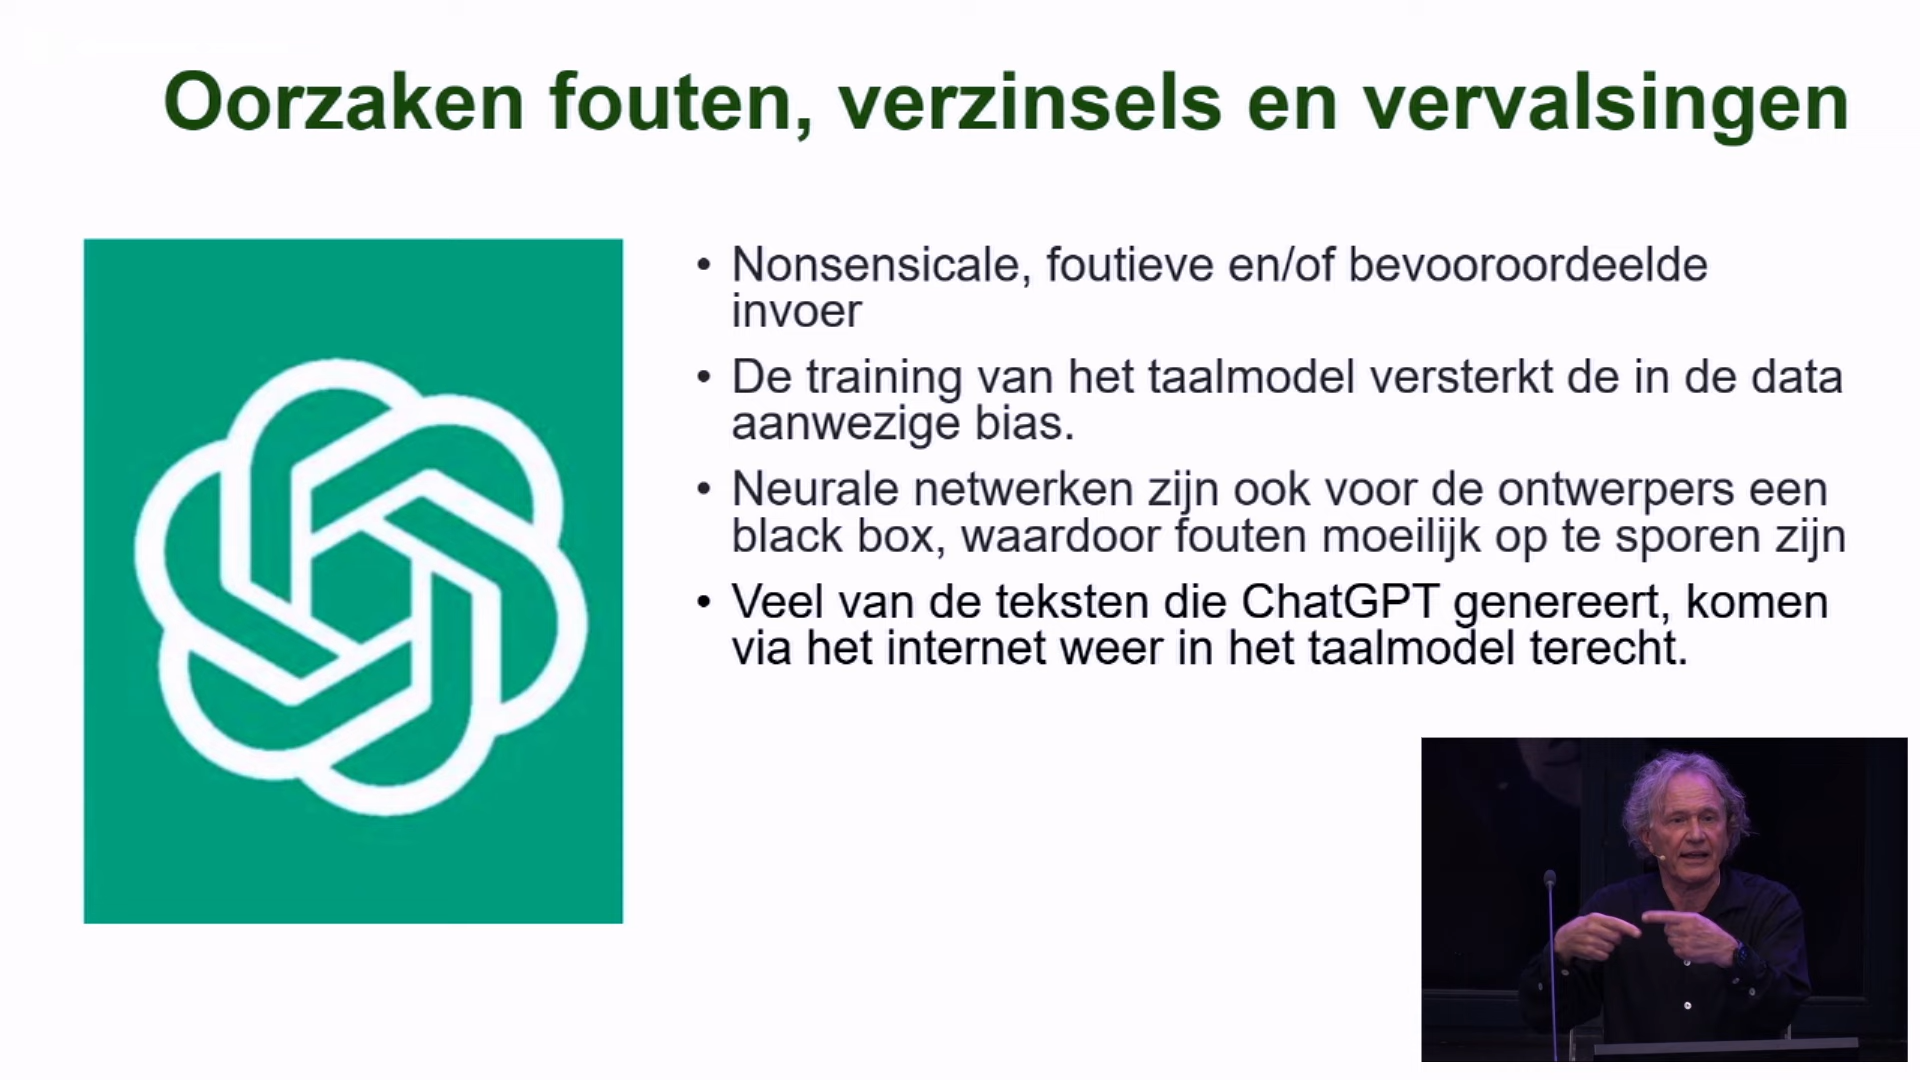 Oorzaken fouten, verzinsels en vervalsingen
• Nonsensicale, foutieve en/of bevooroordeelde
invoer
• De training van het taalmodel versterkt de in de data
aanwezige bias.
• Neurale netwerken zijn ook voor de ontwerpers een
black box, waardoor fouten moeilijk op te sporen zijn
• Veel van de teksten die ChatGPT genereert, komen
via het internet weer in het taalmodel terecht.